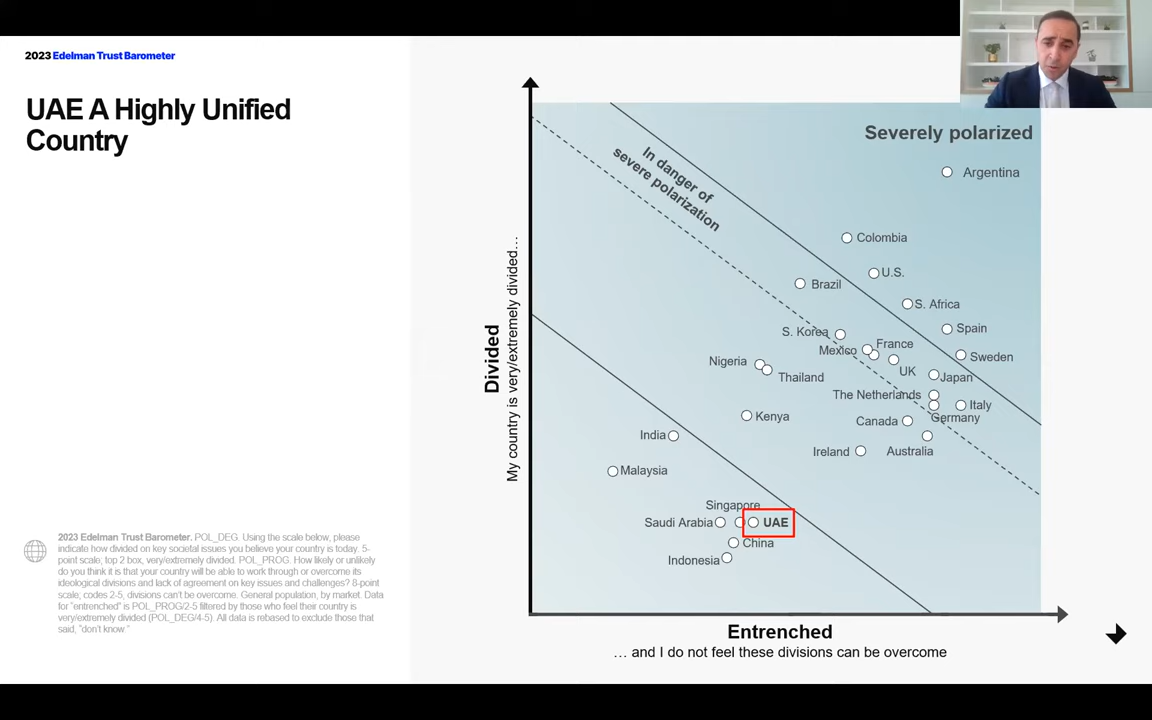 2023 Edelman Trust Barometer
UAE A Highly Unified
Country
2023 Edelman Trust Barometer. POL_DEG. Using the scale below, please
indicate how divided on key societal issues you believe your country is today. 5-
point scale; top 2 box, very/extremely divided. POL_PROG. How likely or unlikely
do you think it is that your country will be able to work through or overcome its
ideological divisions and lack of agreement on key issues and challenges? 8-point
scale; codes 2-5, divisions can't be overcome. General population, by market. Data
for "entrenched" is POL_PROG/2-5 filtered by those who feel their country is
very/extremely divided (POL_DEG/4-5). All data is rebased to exclude those that
said, "don't know."
Divided
My country is very/extremely divided…
Severely polarized
In danger of
severe polarization
Argentina
Colombia
U.S.
Brazil
S. Africa
Spain
S. Korea
France
Mexico
Sweden
Nigeria
UK
Thailand
Japan
The Netherlands
Italy
Kenya
Germany
Canada
India
Ireland
Australia
Malaysia
Singapore
Saudi Arabia
UAE
China
Indonesia
Entrenched
… and I do not feel these divisions can be overcome